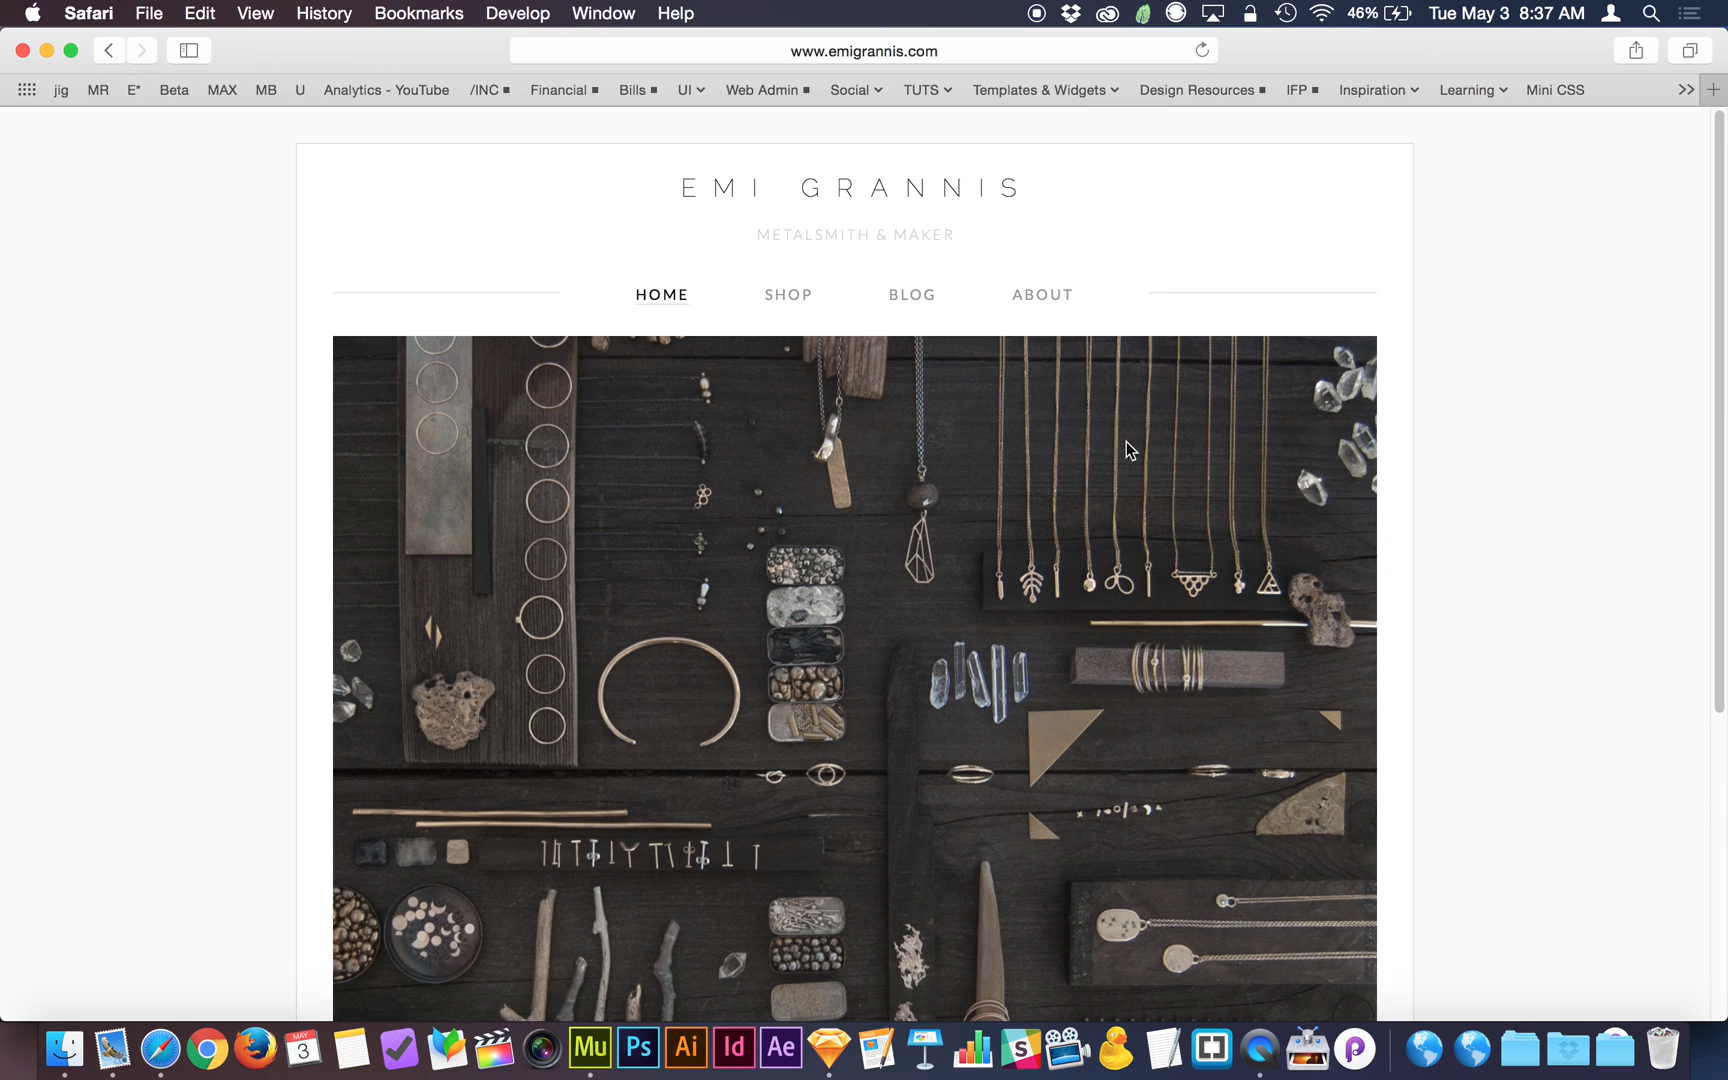 Safari File Edit View History Bookmarks Develop Window Help 46% Tue May 3 8:37 AM
www.emigrannis.com
jig MR E* Beta MAX MB U Analytics - YouTube /INC Financial Bills UI Web Admin Social TUTS Templates & Widgets Design Resources IFP Inspiration Learning Mini CSS
EMI GRANNIS
METALSMITH & MAKER
HOME SHOP BLOG ABOUT
MAY
3
Mu Ps Ai Id Ae